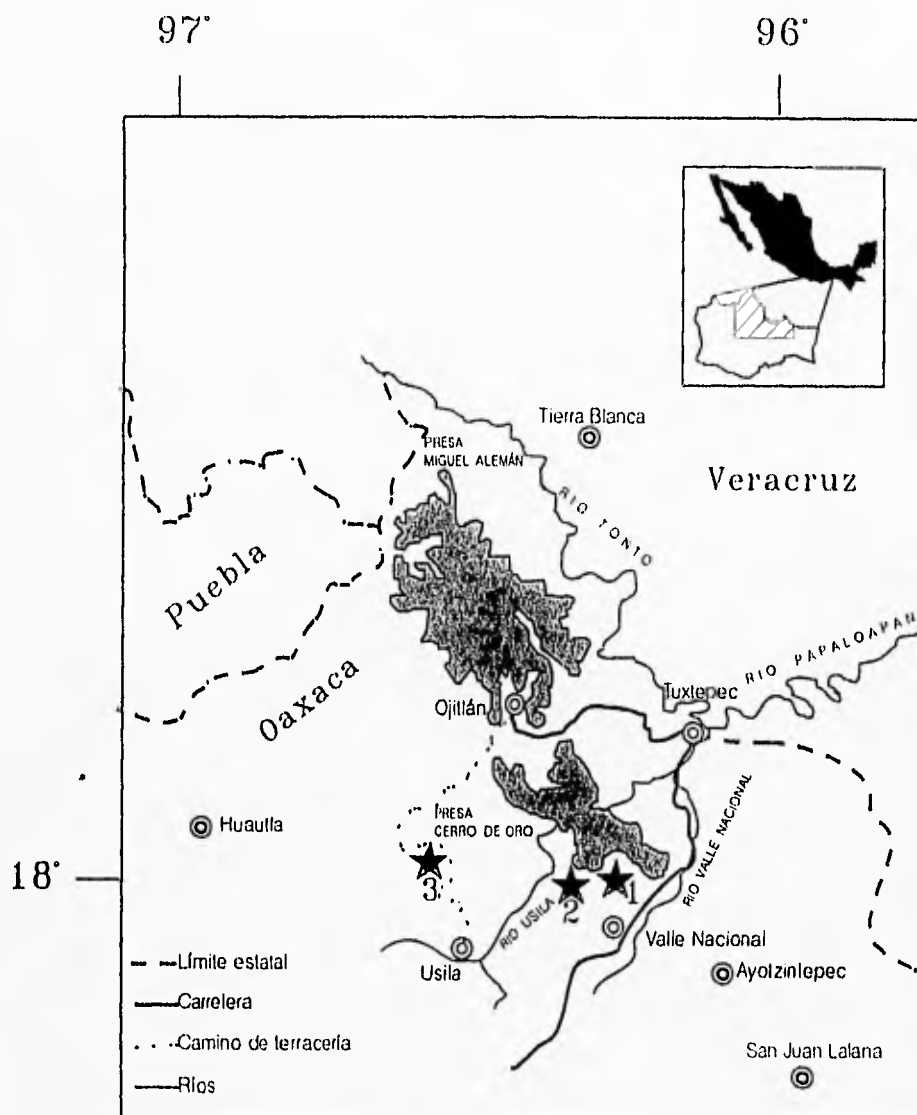 97°
96°
Tierra Blanca
PRESA
MIGUEL ALEMÁN
Veracruz
RIO TONTO
Puebla
RIO PAPALOAPAN
Oaxaca
Ojitlán
Tuxtepec
PRESA
CERRO DE ORO
Huautla
RIO VALLE NACIONAL
18°
3
2
1
RIO USILA
Valle Nacional
Usila
Ayotzintepec
Límite estatal
Carretera
Camino de terracería
San Juan Lalana
Ríos